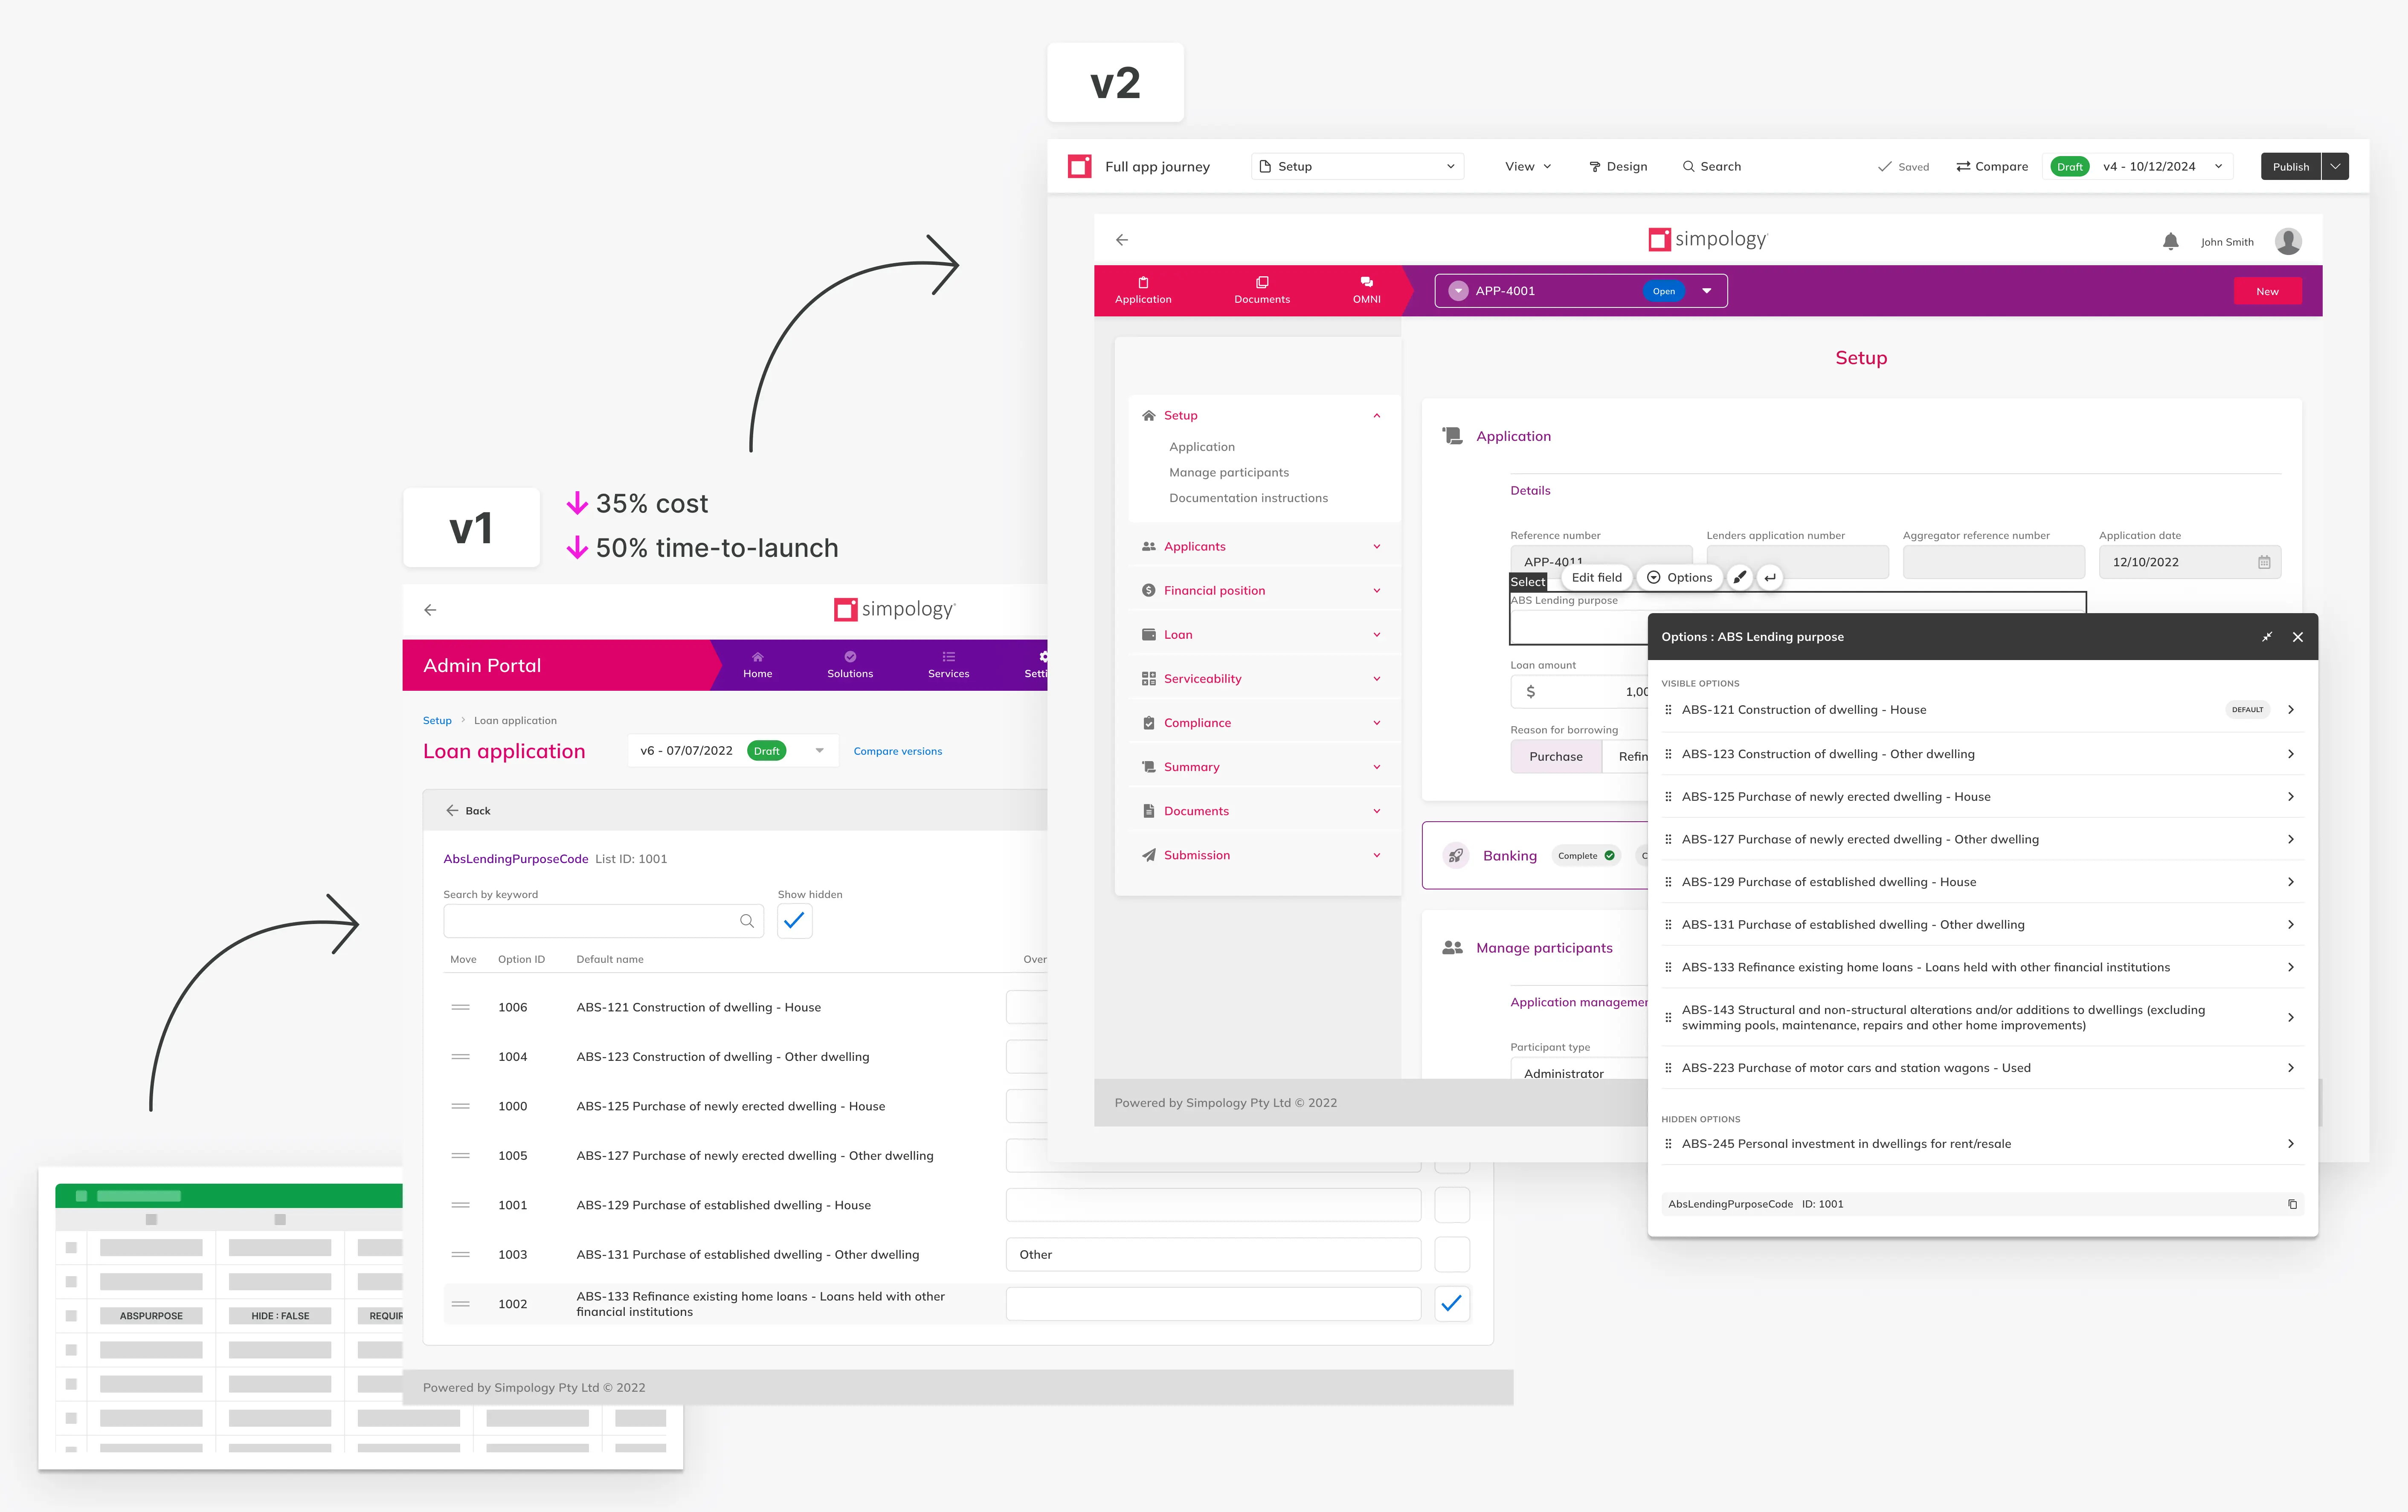 v2
Full app journey
Setup
View
Design
Search
Saved
Compare
Draft
v4 - 10/12/2024
Publish
simpology
John Smith
Application
Documents
OMNI
APP-4001
Open
New
Setup
Setup
Application
Manage participants
Documentation instructions
Applicants
Financial position
Loan
Serviceability
Compliance
Summary
Documents
Submission
Application
Details
Reference number
Lenders application number
Aggregator reference number
Application date
APP-4011
12/10/2022
Select
Edit field
Options
ABS Lending purpose
Loan amount
$
1,00
Reason for borrowing
Purchase
Refin
Banking
Complete
C
Manage participants
Application managemen
Participant type
Administrator
Powered by Simpology Pty Ltd © 2022
Options : ABS Lending purpose
VISIBLE OPTIONS
ABS-121 Construction of dwelling - House
DEFAULT
ABS-123 Construction of dwelling - Other dwelling
ABS-125 Purchase of newly erected dwelling - House
ABS-127 Purchase of newly erected dwelling - Other dwelling
ABS-129 Purchase of established dwelling - House
ABS-131 Purchase of established dwelling - Other dwelling
ABS-133 Refinance existing home loans - Loans held with other financial institutions
ABS-143 Structural and non-structural alterations and/or additions to dwellings (excluding
swimming pools, maintenance, repairs and other home improvements)
ABS-223 Purchase of motor cars and station wagons - Used
HIDDEN OPTIONS
ABS-245 Personal investment in dwellings for rent/resale
AbsLendingPurposeCode ID: 1001
v1
35% cost
50% time-to-launch
simpology
Admin Portal
Home
Solutions
Services
Setti
Setup
Loan application
Loan application
v6 - 07/07/2022
Draft
Compare versions
Back
AbsLendingPurposeCode List ID: 1001
Search by keyword
Show hidden
Move
Option ID
Default name
Over
1006
ABS-121 Construction of dwelling - House
1004
ABS-123 Construction of dwelling - Other dwelling
1000
ABS-125 Purchase of newly erected dwelling - House
1005
ABS-127 Purchase of newly erected dwelling - Other dwelling
1001
ABS-129 Purchase of established dwelling - House
1003
ABS-131 Purchase of established dwelling - Other dwelling
Other
1002
ABS-133 Refinance existing home loans - Loans held with other
financial institutions
Powered by Simpology Pty Ltd © 2022
ABSPURPOSE
HIDE : FALSE
REQUIR